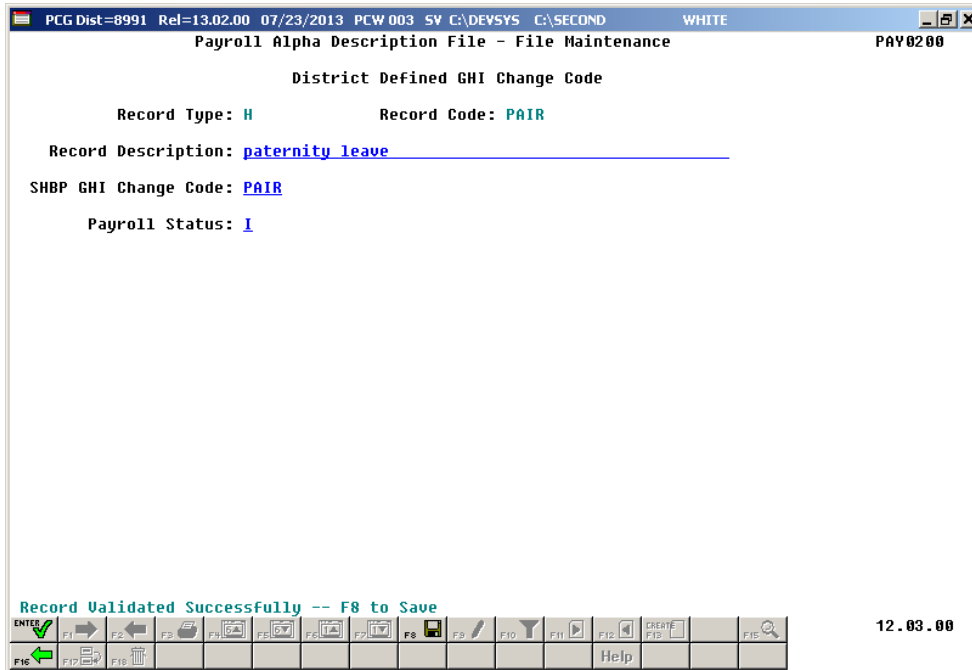 PCG Dist=8991 Rel=13.02.00 07/23/2013 PCW 003 SV C:\DEVSYS C:\SECOND WHITE
Payroll Alpha Description File - File Maintenance PAY0200
District Defined GHI Change Code
Record Type: H Record Code: PAIR
Record Description: paternity leave
SHBP GHI Change Code: PAIR
Payroll Status: I
Record Validated Successfully -- F8 to Save
ENTER F1 F2 F3 F4 F5 F6 F7 F8 F9 F10 F11 F12 CREATE F13 F15 12.03.00
F16 F17 F18 Help